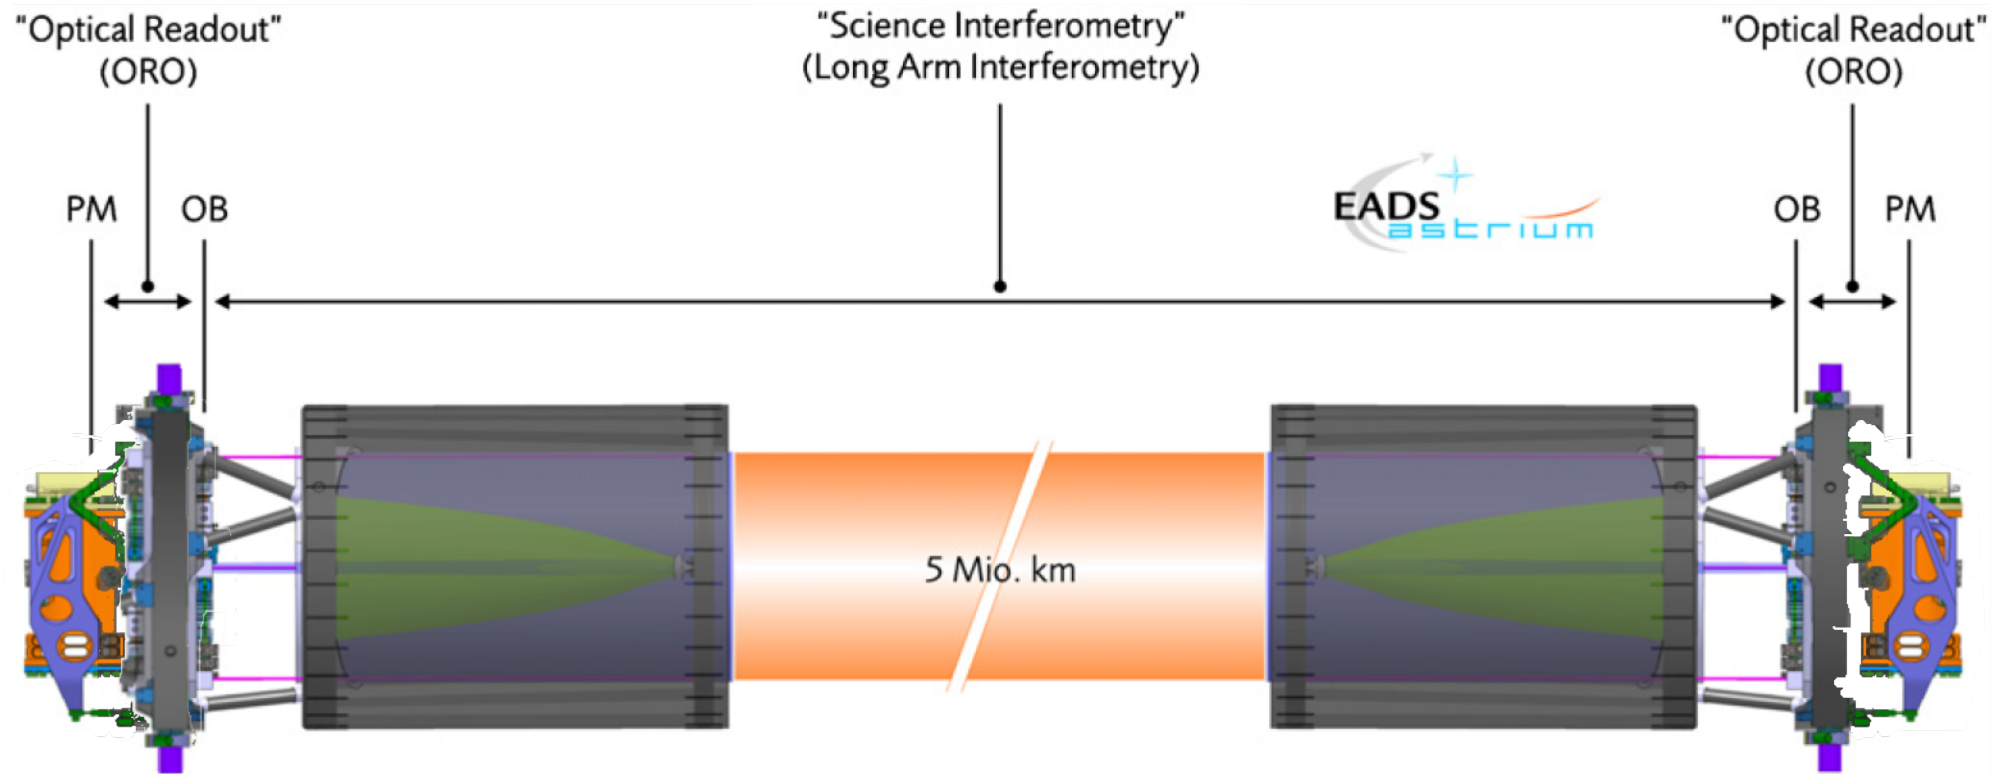 "Optical Readout"
(ORO)
"Science Interferometry"
(Long Arm Interferometry)
"Optical Readout"
(ORO)
PM
OB
EADS
astrium
OB
PM
5 Mio. km